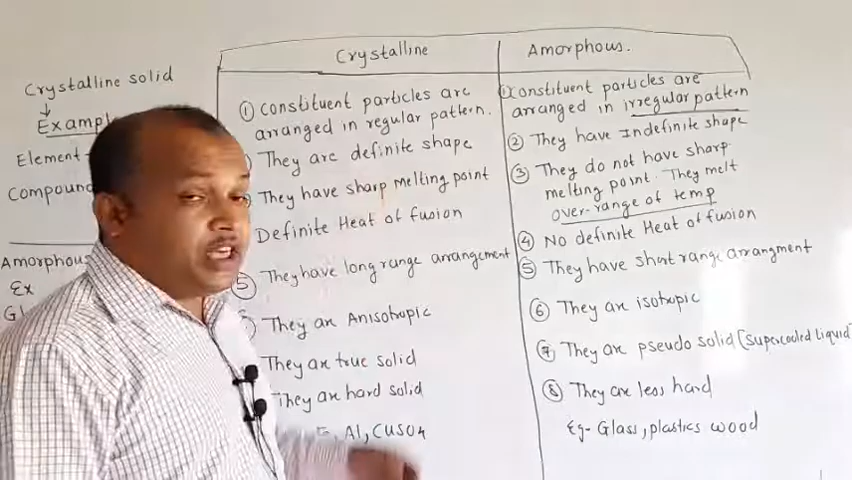 Crystalline solid
↓
Exampl
Element-
Compound
Amorphous
Ex
Gl
Crystalline
① Constituent particles are
arranged in regular pattern.
They are definite shape
They have sharp melting point
Definite Heat of fusion
⑤ They have long range arrangement
They are Anisotropic
They are true solid
They are hard solid
Al, CUSO4
Amorphous.
① Constituent particles are
arranged in irregular pattern
② They have Indefinite shape
③ They do not have sharp
melting point. They melt
over-range of temp
④ No definite Heat of fusion
⑤ They have short range arrangment
⑥ They are isotropic
⑦ They are pseudo solid [supercooled liquid
⑧ They are less hard
Eg- Glass, plastics wood